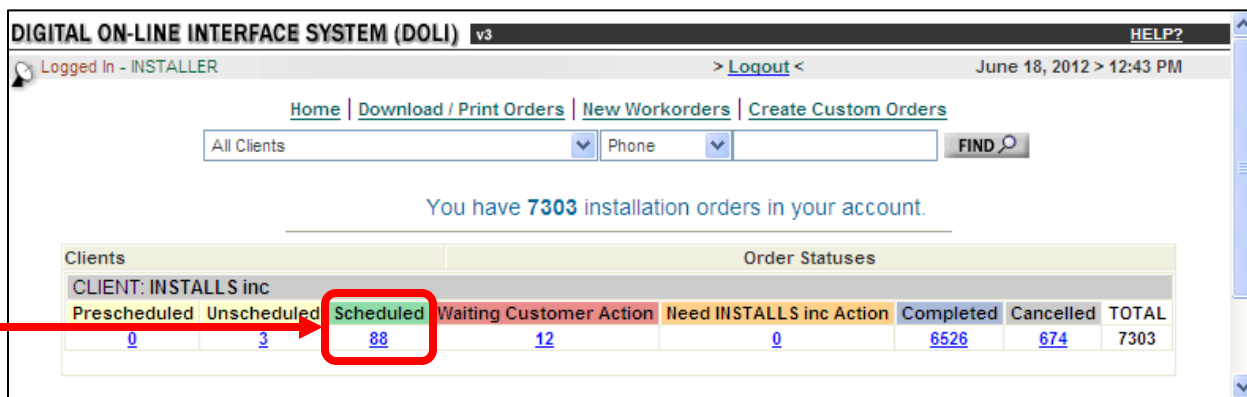 DIGITAL ON-LINE INTERFACE SYSTEM (DOLI) v3 HELP?
Logged In - INSTALLER > Logout < June 18, 2012 > 12:43 PM
Home | Download / Print Orders | New Workorders | Create Custom Orders
All Clients Phone FIND
You have 7303 installation orders in your account.
Clients Order Statuses
CLIENT: INSTALLS inc
Prescheduled Unscheduled Scheduled Waiting Customer Action Need INSTALLS inc Action Completed Cancelled TOTAL
0 3 88 12 0 6526 674 7303